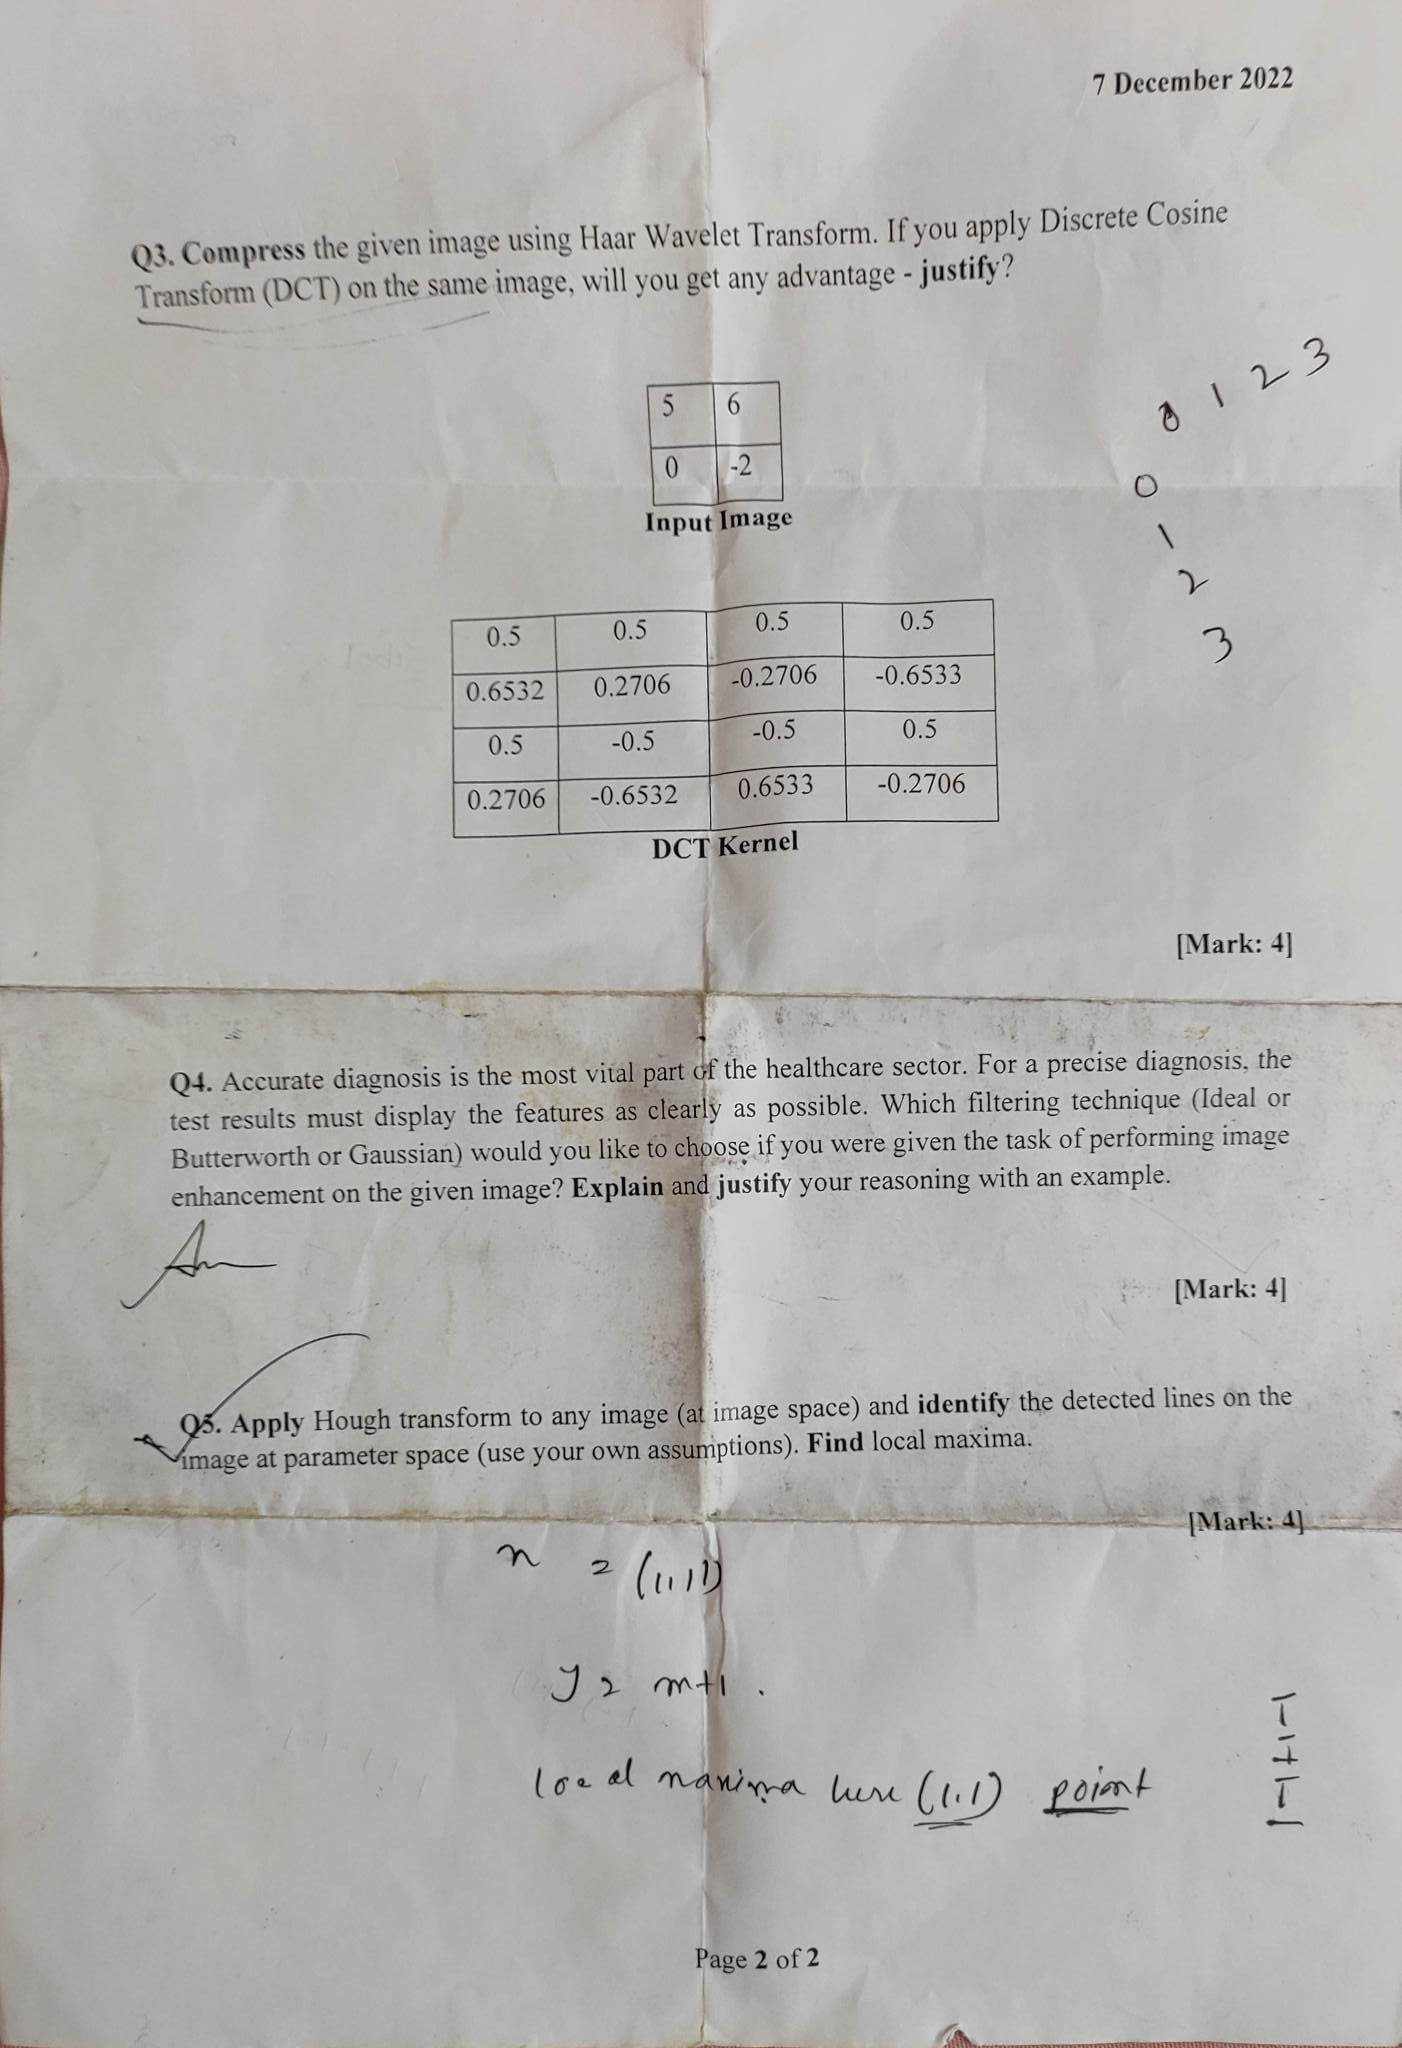 7 December 2022
Q3. Compress the given image using Haar Wavelet Transform. If you apply Discrete Cosine
Transform (DCT) on the same image, will you get any advantage - justify?
0 1 2 3
0
1
2
3
5 6
0 -2
Input Image
0.5 0.5 0.5 0.5
0.6532 0.2706 -0.2706 -0.6533
0.5 -0.5 -0.5 0.5
0.2706 -0.6532 0.6533 -0.2706
DCT Kernel
[Mark: 4]
Q4. Accurate diagnosis is the most vital part of the healthcare sector. For a precise diagnosis, the
test results must display the features as clearly as possible. Which filtering technique (Ideal or
Butterworth or Gaussian) would you like to choose if you were given the task of performing image
enhancement on the given image? Explain and justify your reasoning with an example.
[Mark: 4]
Q5. Apply Hough transform to any image (at image space) and identify the detected lines on the
image at parameter space (use your own assumptions). Find local maxima.
[Mark: 4]
y = m+1.
local maxima here (1,1) point
Page 2 of 2